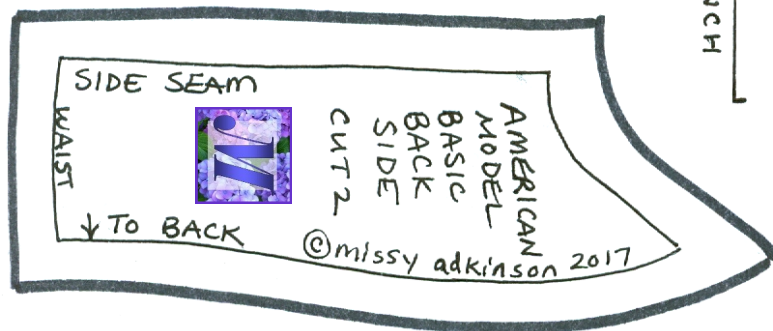 SIDE SEAM
WAIST
↓ TO BACK
AMERICAN
MODEL
BASIC
BACK
SIDE
CUT 2
©missy adkinson 2017